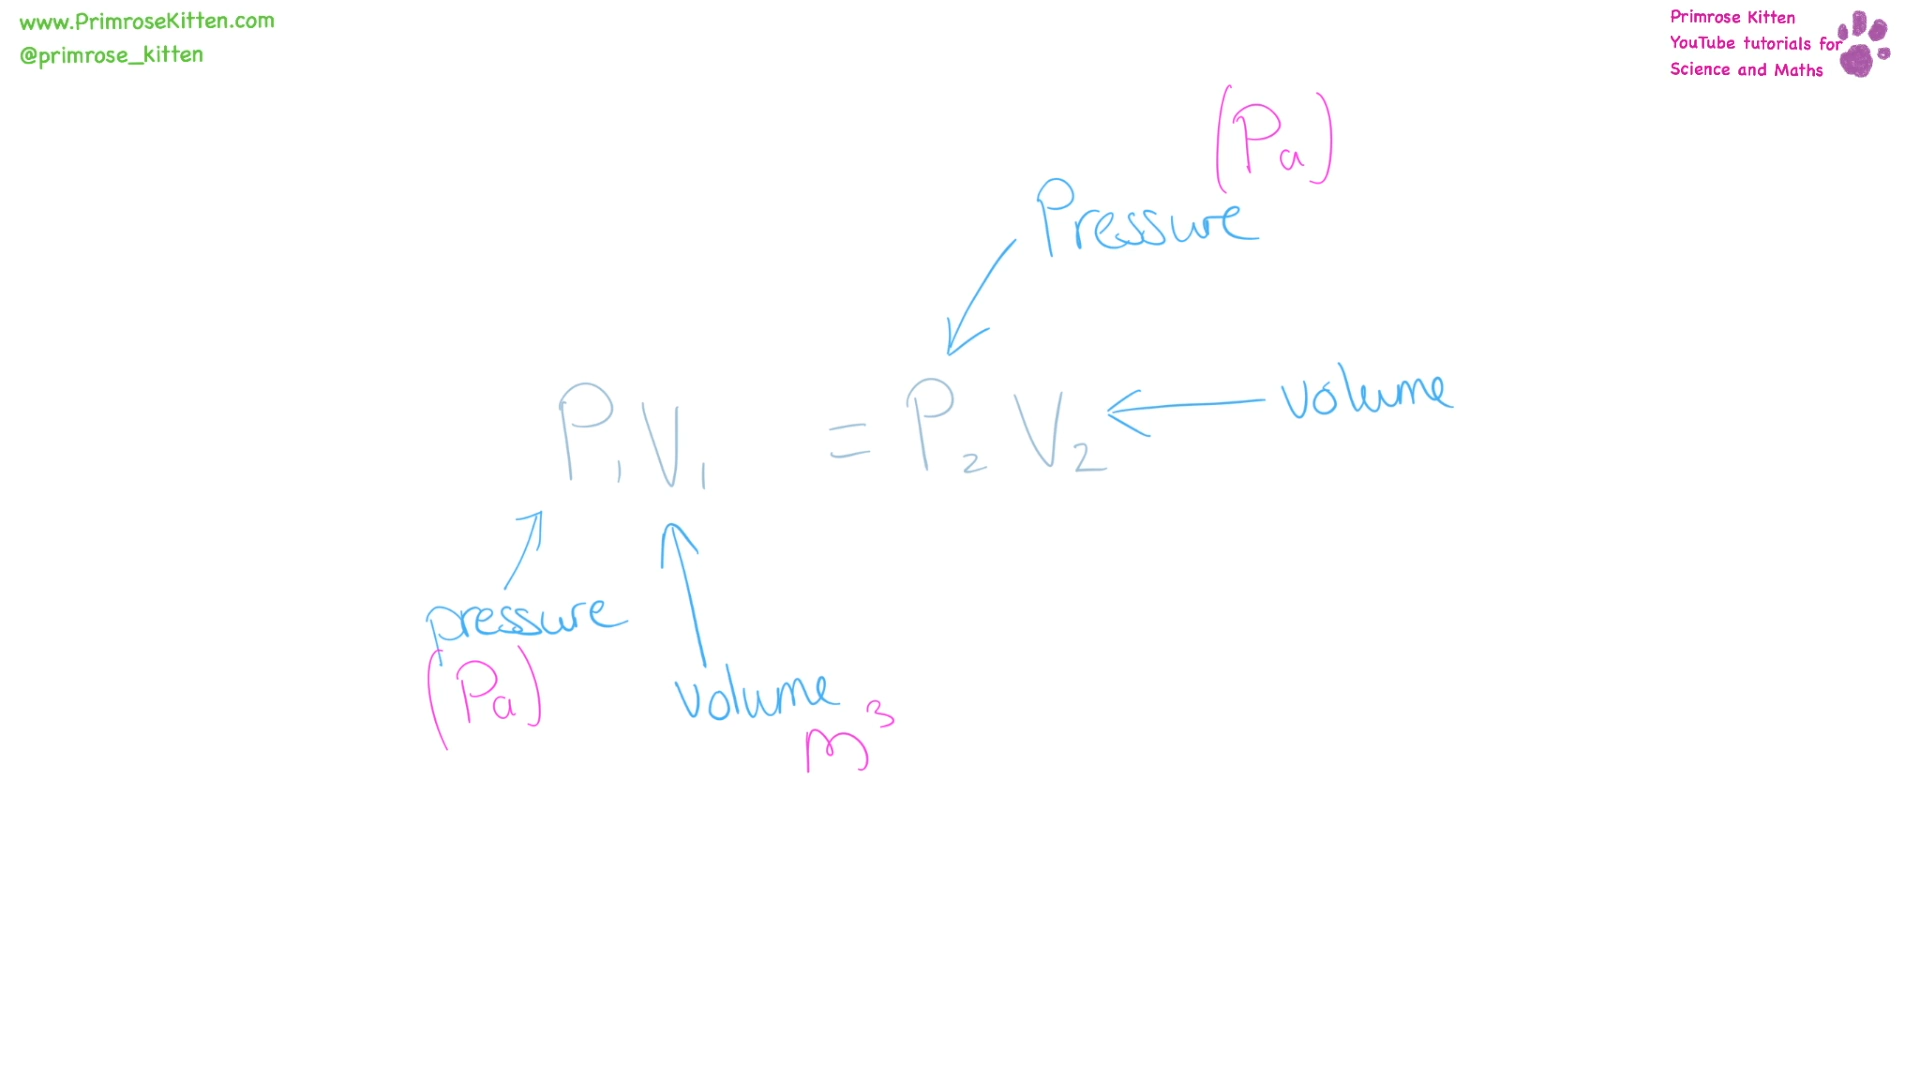 www.PrimroseKitten.com
@primrose_kitten
Primrose Kitten
YouTube tutorials for
Science and Maths
(Pa)
Pressure
P₁V₁ = P₂V₂
volume
pressure
(Pa)
volume
m³